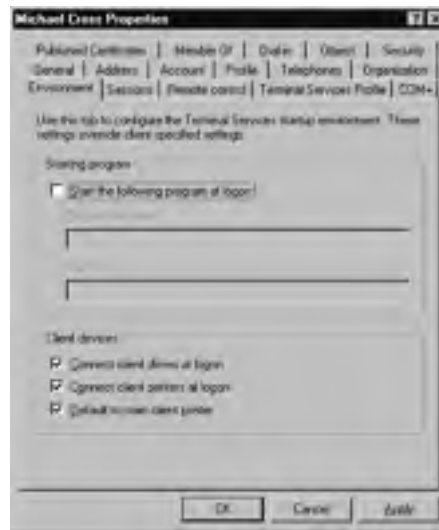 Michael Cross Properties
Published Certificates Member Of Dial-in Object Security
General Address Account Profile Telephones Organization
Environment Sessions Remote control Terminal Services Profile COM+
Use this tab to configure the Terminal Services startup environment. These
settings override client specified settings.
Starting program
Start the following program at logon:
Client devices
Connect client drives at logon
Connect client printers at logon
Default to main client printer
OK Cancel Apply